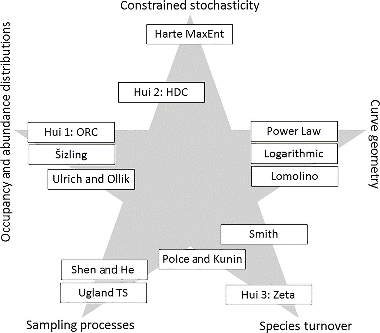 Constrained stochasticity
Harte MaxEnt
Occupancy and abundance distributions
Hui 2: HDC
Curve geometry
Hui 1: ORC
Power Law
Šizling
Logarithmic
Ulrich and Ollik
Lomolino
Smith
Polce and Kunin
Shen and He
Ugland TS
Hui 3: Zeta
Sampling processes
Species turnover